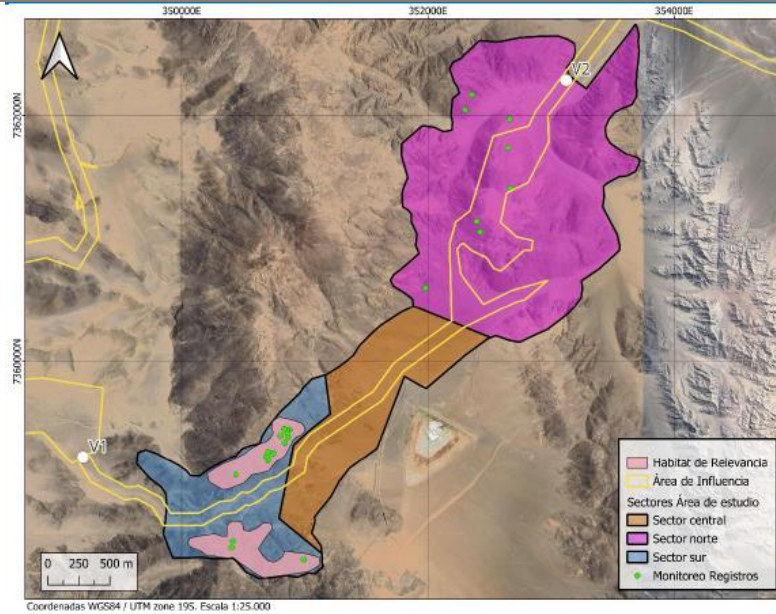 350000E 352000E 354000E
7362000N
7360000N
V2
V1
Habitat de Relevancia
Área de Influencia
Sectores Área de estudio
Sector central
Sector norte
Sector sur
Monitoreo Registros
0 250 500 m
Coordenadas WGS84 / UTM zone 19S. Escala 1:25.000